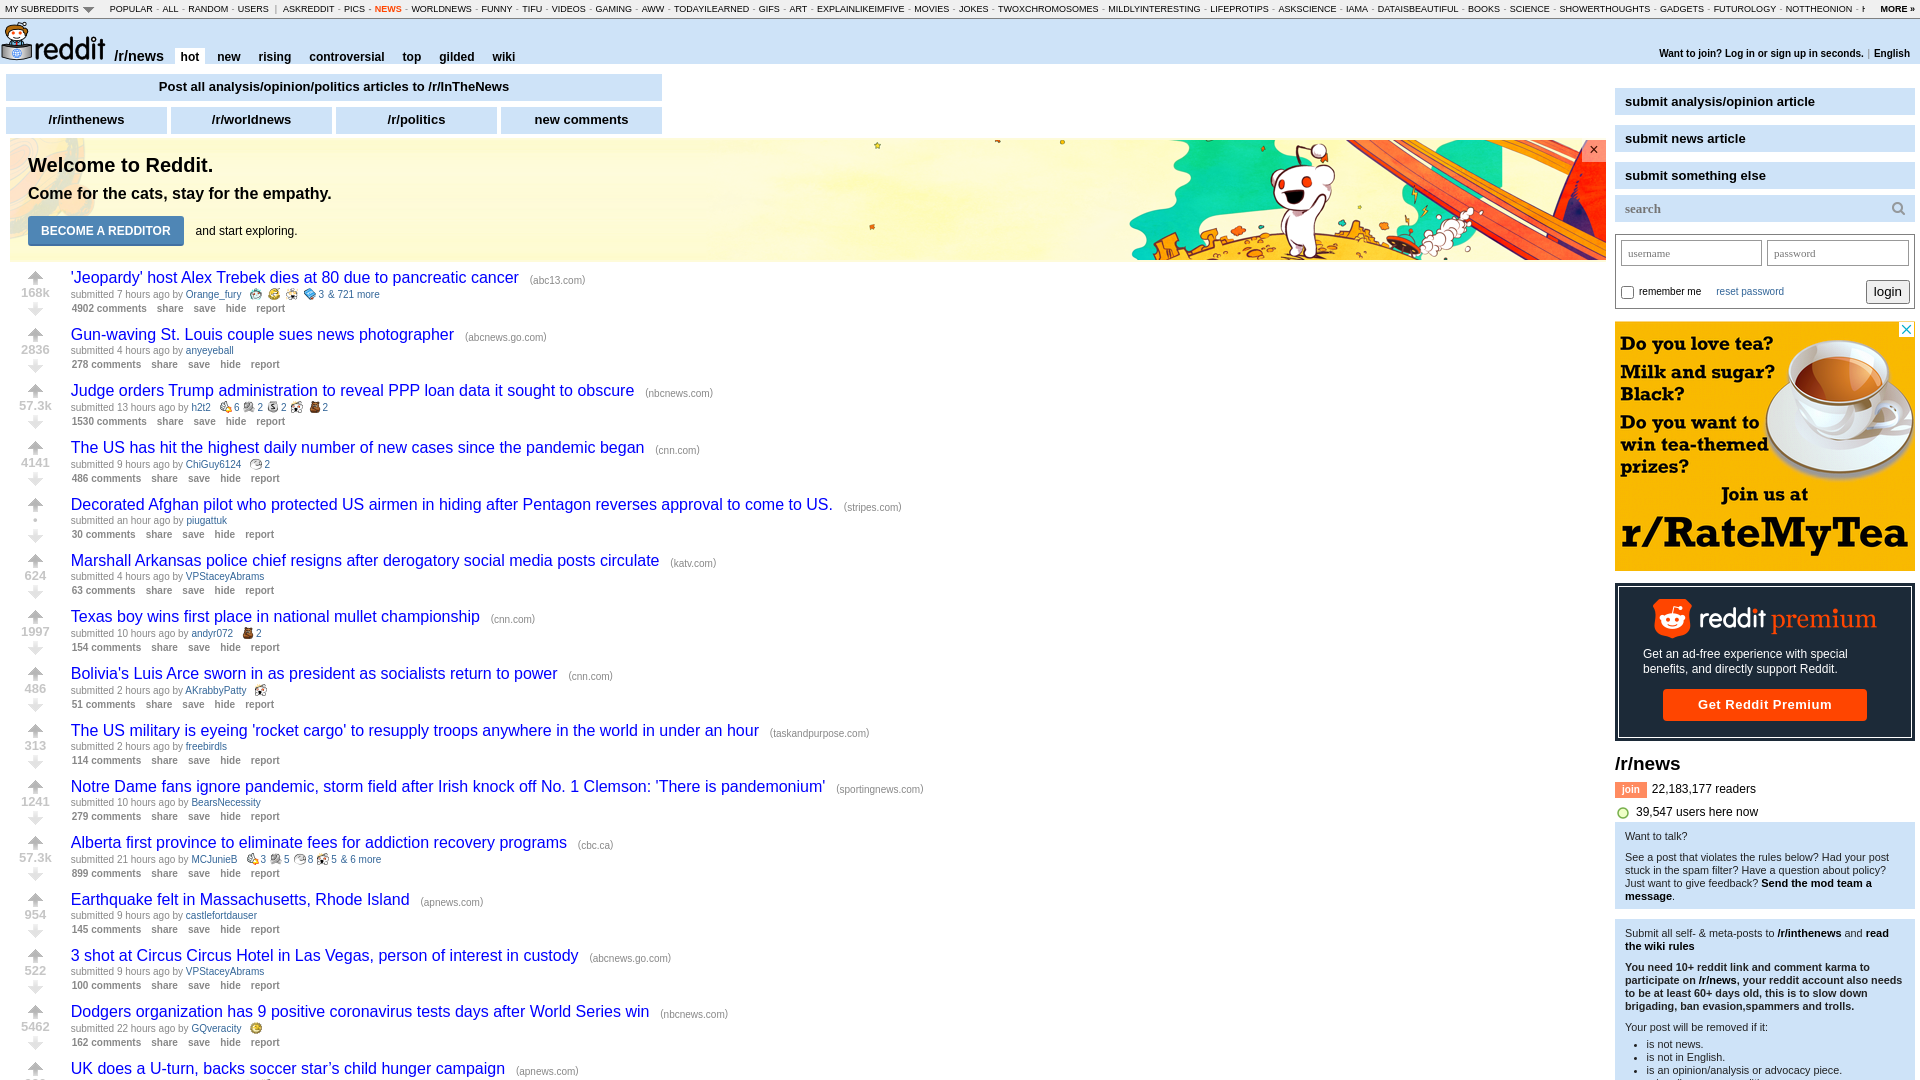 MY SUBREDDITS POPULAR - ALL - RANDOM - USERS | ASKREDDIT - PICS - NEWS - WORLDNEWS - FUNNY - TIFU - VIDEOS - GAMING - AWW - TODAYILEARNED - GIFS - ART - EXPLAINLIKEIMFIVE - MOVIES - JOKES - TWOXCHROMOSOMES - MILDLYINTERESTING - LIFEPROTIPS - ASKSCIENCE - IAMA - DATAISBEAUTIFUL - BOOKS - SCIENCE - SHOWERTHOUGHTS - GADGETS - FUTUROLOGY - NOTTHEONION - MORE »
reddit /r/news hot new rising controversial top gilded wiki
Want to join? Log in or sign up in seconds. | English
Post all analysis/opinion/politics articles to /r/InTheNews
/r/inthenews /r/worldnews /r/politics new comments
Welcome to Reddit.
Come for the cats, stay for the empathy.
BECOME A REDDITOR and start exploring.
×
'Jeopardy' host Alex Trebek dies at 80 due to pancreatic cancer (abc13.com)
168k
submitted 7 hours ago by Orange_fury 3 & 721 more
4902 comments share save hide report
Gun-waving St. Louis couple sues news photographer (abcnews.go.com)
2836
submitted 4 hours ago by anyeyeball
278 comments share save hide report
Judge orders Trump administration to reveal PPP loan data it sought to obscure (nbcnews.com)
57.3k
submitted 13 hours ago by h2t2 6 2 2 2
1530 comments share save hide report
The US has hit the highest daily number of new cases since the pandemic began (cnn.com)
4141
submitted 9 hours ago by ChiGuy6124 2
486 comments share save hide report
Decorated Afghan pilot who protected US airmen in hiding after Pentagon reverses approval to come to US. (stripes.com)
•
submitted an hour ago by piugattuk
30 comments share save hide report
Marshall Arkansas police chief resigns after derogatory social media posts circulate (katv.com)
624
submitted 4 hours ago by VPStaceyAbrams
63 comments share save hide report
Texas boy wins first place in national mullet championship (cnn.com)
1997
submitted 10 hours ago by andyr072 2
154 comments share save hide report
Bolivia's Luis Arce sworn in as president as socialists return to power (cnn.com)
486
submitted 2 hours ago by AKrabbyPatty
51 comments share save hide report
The US military is eyeing 'rocket cargo' to resupply troops anywhere in the world in under an hour (taskandpurpose.com)
313
submitted 2 hours ago by freebirdls
114 comments share save hide report
Notre Dame fans ignore pandemic, storm field after Irish knock off No. 1 Clemson: 'There is pandemonium' (sportingnews.com)
1241
submitted 10 hours ago by BearsNecessity
279 comments share save hide report
Alberta first province to eliminate fees for addiction recovery programs (cbc.ca)
57.3k
submitted 21 hours ago by MCJunieB 3 5 8 5 & 6 more
899 comments share save hide report
Earthquake felt in Massachusetts, Rhode Island (apnews.com)
954
submitted 9 hours ago by castlefortdauser
145 comments share save hide report
3 shot at Circus Circus Hotel in Las Vegas, person of interest in custody (abcnews.go.com)
522
submitted 9 hours ago by VPStaceyAbrams
100 comments share save hide report
Dodgers organization has 9 positive coronavirus tests days after World Series win (nbcnews.com)
5462
submitted 22 hours ago by GQveracity
162 comments share save hide report
UK does a U-turn, backs soccer star’s child hunger campaign (apnews.com)
submit analysis/opinion article
submit news article
submit something else
search
username password
remember me reset password login
Do you love tea?
Milk and sugar?
Black?
Do you want to
win tea-themed
prizes?
Join us at
r/RateMyTea
reddit premium
Get an ad-free experience with special
benefits, and directly support Reddit.
Get Reddit Premium
/r/news
join 22,183,177 readers
39,547 users here now
Want to talk?
See a post that violates the rules below? Had your post
stuck in the spam filter? Have a question about policy?
Just want to give feedback? Send the mod team a
message.
Submit all self- & meta-posts to /r/inthenews and read
the wiki rules
You need 10+ reddit link and comment karma to
participate on /r/news, your reddit account also needs
to be at least 60+ days old, this is to slow down
brigading, ban evasion,spammers and trolls.
Your post will be removed if it:
• is not news.
• is not in English.
• is an opinion/analysis or advocacy piece.